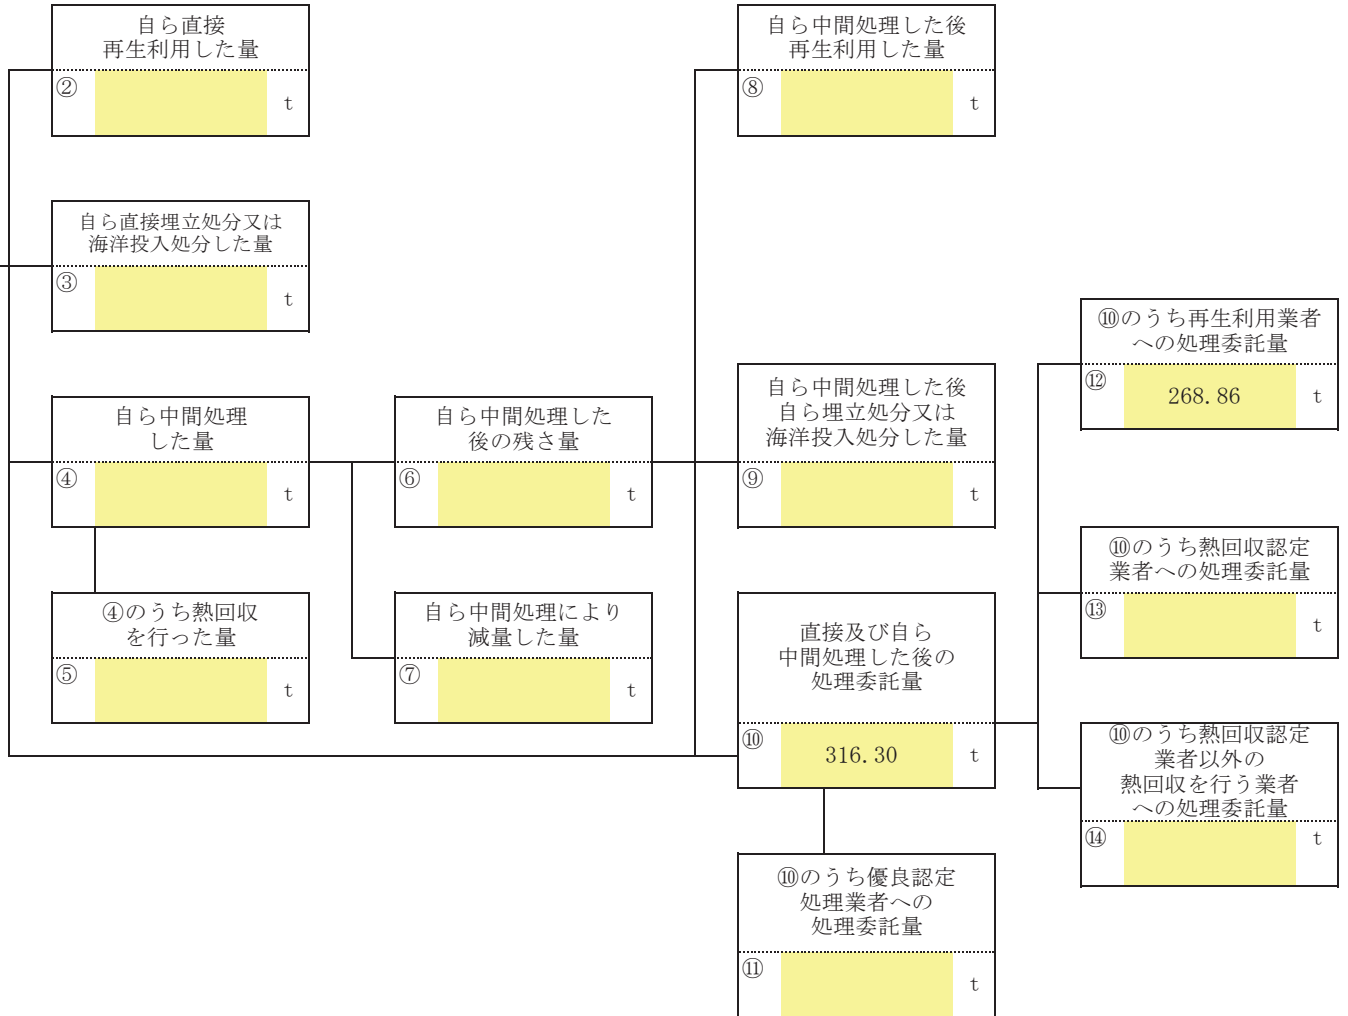 自ら直接
再生利用した量
②
t
自ら直接埋立処分又は
海洋投入処分した量
③
t
自ら中間処理
した量
④
t
④のうち熱回収
を行った量
⑤
t
自ら中間処理した
後の残さ量
⑥
t
自ら中間処理により
減量した量
⑦
t
自ら中間処理した後
再生利用した量
⑧
t
自ら中間処理した後
自ら埋立処分又は
海洋投入処分した量
⑨
t
直接及び自ら
中間処理した後の
処理委託量
⑩ 316.30 t
⑩のうち優良認定
処理業者への
処理委託量
⑪
t
⑩のうち再生利用業者
への処理委託量
⑫ 268.86 t
⑩のうち熱回収認定
業者への処理委託量
⑬
t
⑩のうち熱回収認定
業者以外の
熱回収を行う業者
への処理委託量
⑭
t